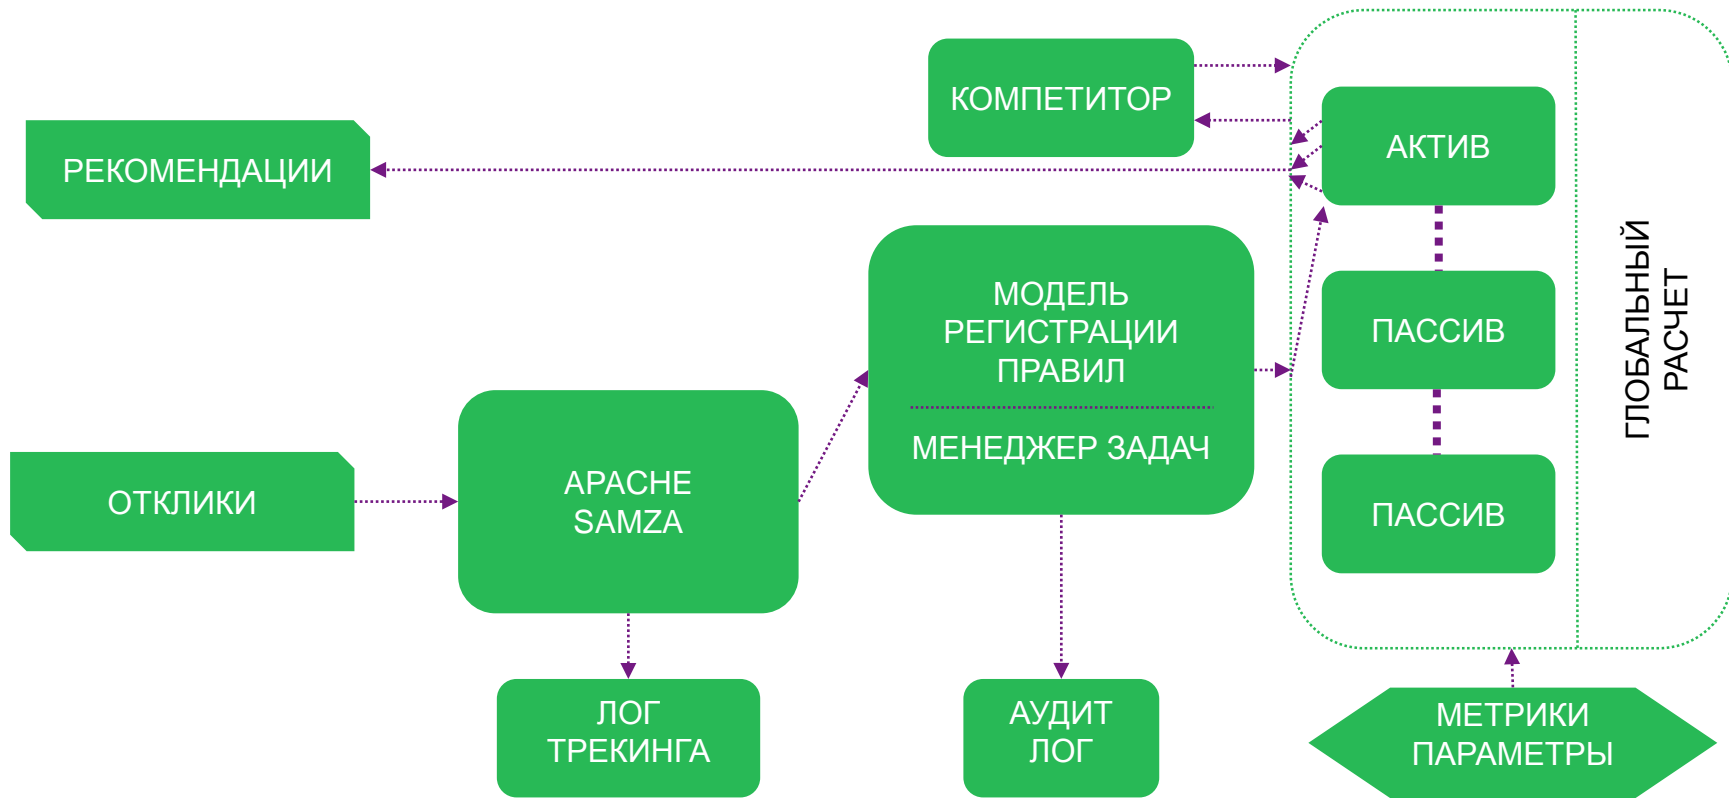 КОМПЕТИТОР
АКТИВ
РЕКОМЕНДАЦИИ
МОДЕЛЬ
РЕГИСТРАЦИИ
ПРАВИЛ
МЕНЕДЖЕР ЗАДАЧ
ПАССИВ
ГЛОБАЛЬНЫЙ
РАСЧЕТ
ОТКЛИКИ
APACHE
SAMZA
ПАССИВ
ЛОГ
ТРЕКИНГА
АУДИТ
ЛОГ
МЕТРИКИ
ПАРАМЕТРЫ